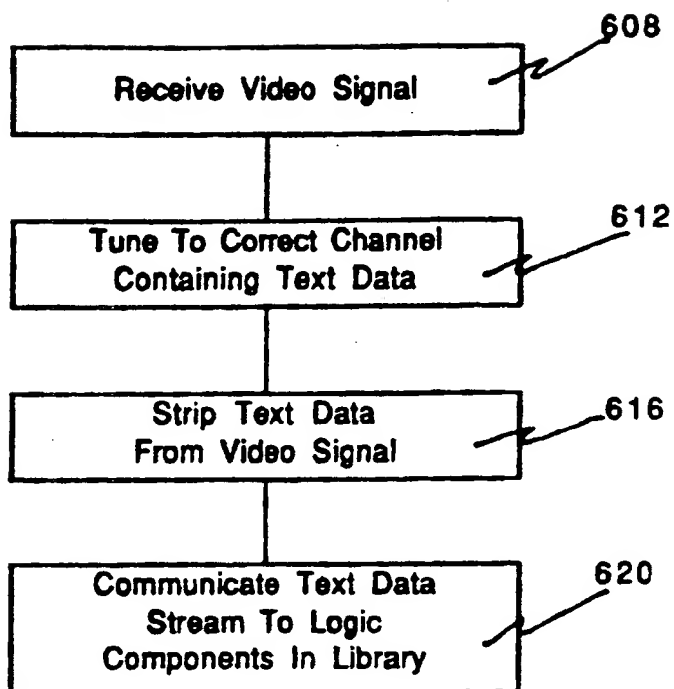 608
Receive Video Signal
612
Tune To Correct Channel
Containing Text Data
616
Strip Text Data
From Video Signal
620
Communicate Text Data
Stream To Logic
Components In Library